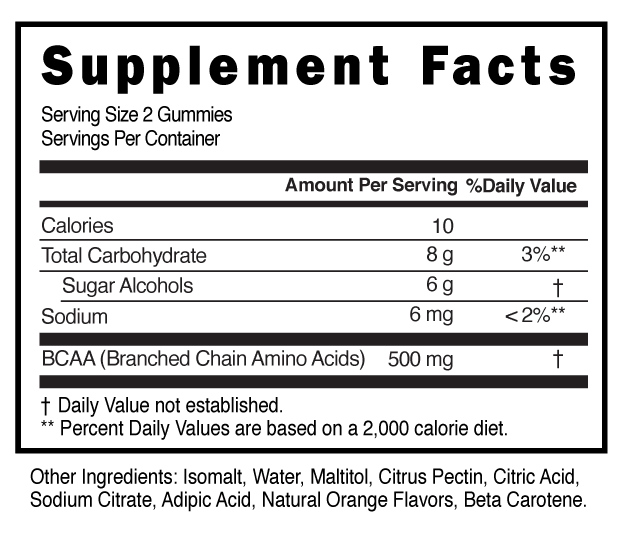 Supplement Facts
Serving Size 2 Gummies
Servings Per Container
Amount Per Serving %Daily Value
Calories 10
Total Carbohydrate 8 g 3%**
Sugar Alcohols 6 g †
Sodium 6 mg <2%**
BCAA (Branched Chain Amino Acids) 500 mg †
† Daily Value not established.
** Percent Daily Values are based on a 2,000 calorie diet.
Other Ingredients: Isomalt, Water, Maltitol, Citrus Pectin, Citric Acid,
Sodium Citrate, Adipic Acid, Natural Orange Flavors, Beta Carotene.